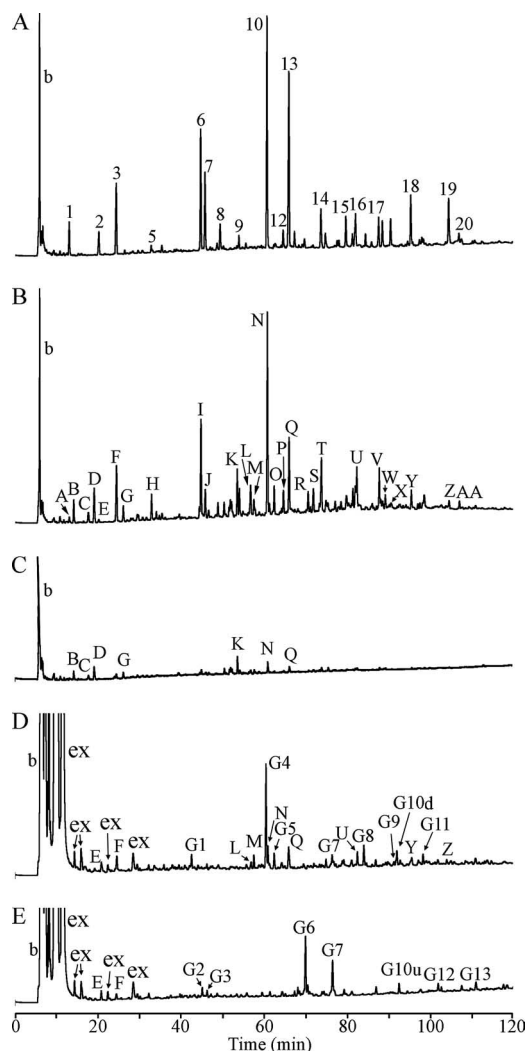 A
b
1
2
3
5
6
7
8
9
10
12
13
14
15
16
17
18
19
20
B
b
A
B
C
D
E
F
G
H
I
J
K
L
M
N
O
P
Q
R
S
T
U
V
W
X
Y
Z AA
C
b
B
C
D
G
K
N
Q
D
b
ex
ex
ex
E
F
ex
G1
L
M
G4
N
G5
Q
G7
U
G8
G9
G10d
Y
G11
Z
E
b
ex
ex
ex
E
F
ex
G2
G3
G6
G7
G10u
G12
G13
0 20 40 60 80 100 120
Time (min)